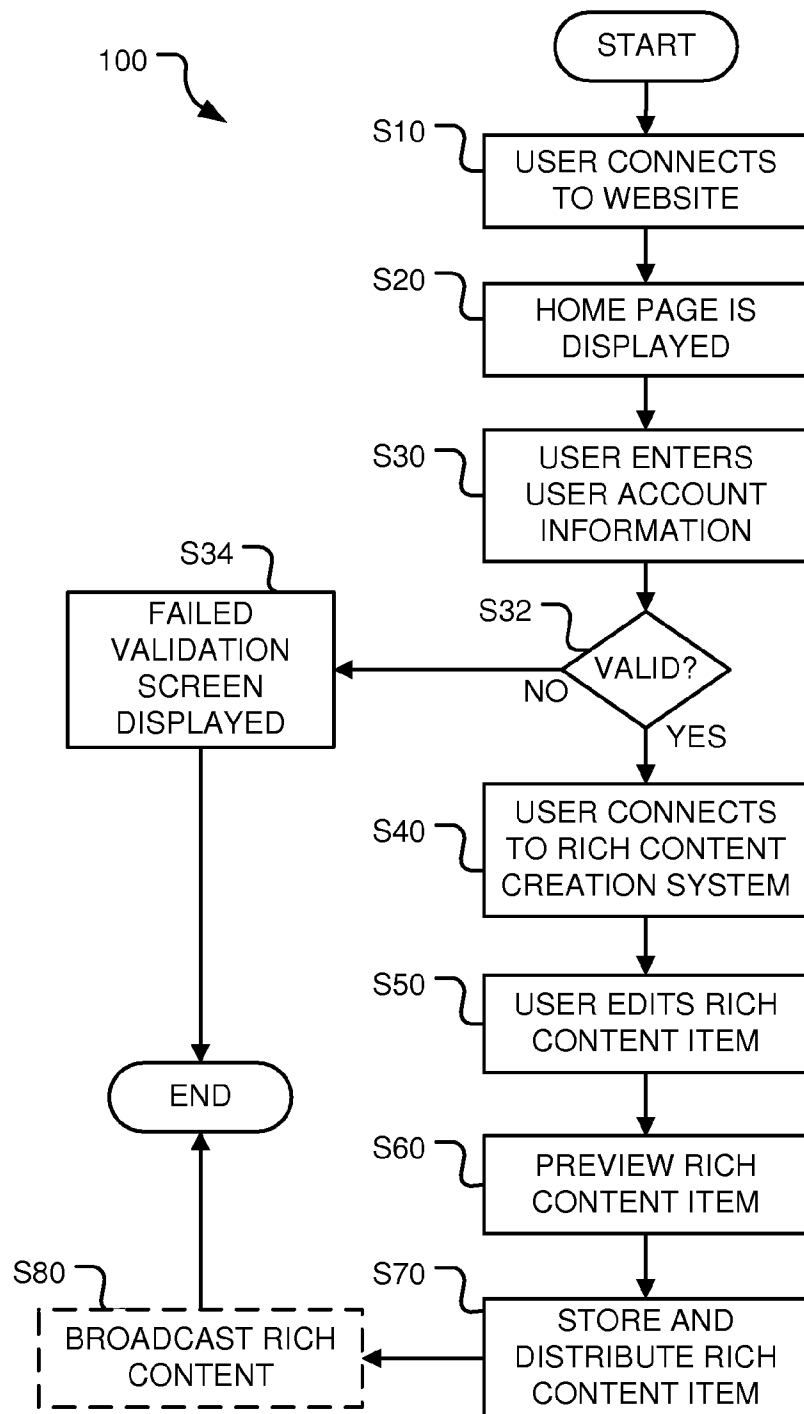 START
100
S10
USER CONNECTS
TO WEBSITE
S20
HOME PAGE IS
DISPLAYED
S30
USER ENTERS
USER ACCOUNT
INFORMATION
S34
FAILED
VALIDATION
SCREEN
DISPLAYED
S32
VALID?
NO
YES
S40
USER CONNECTS
TO RICH CONTENT
CREATION SYSTEM
S50
USER EDITS RICH
CONTENT ITEM
END
S60
PREVIEW RICH
CONTENT ITEM
S70
STORE AND
DISTRIBUTE RICH
CONTENT ITEM
S80
BROADCAST RICH
CONTENT